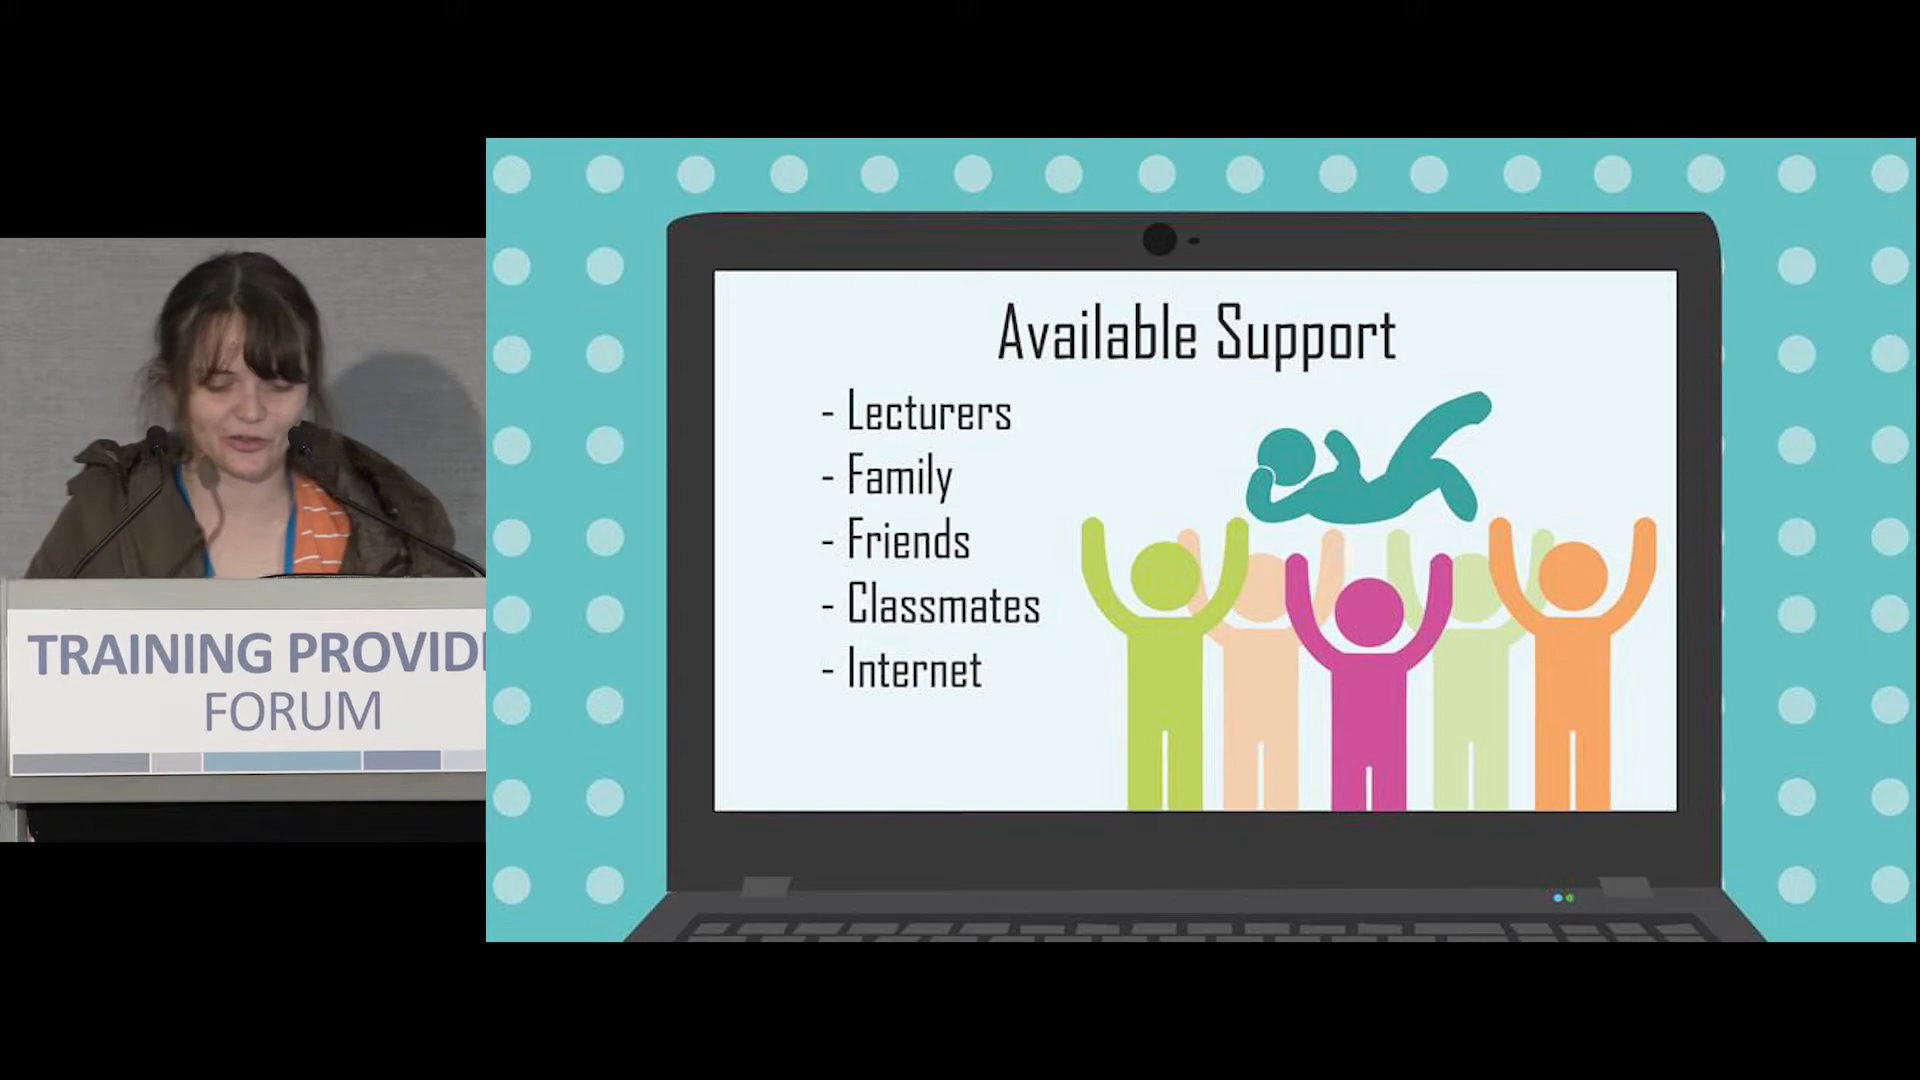 TRAINING PROVID
FORUM
Available Support
- Lecturers
- Family
- Friends
- Classmates
- Internet